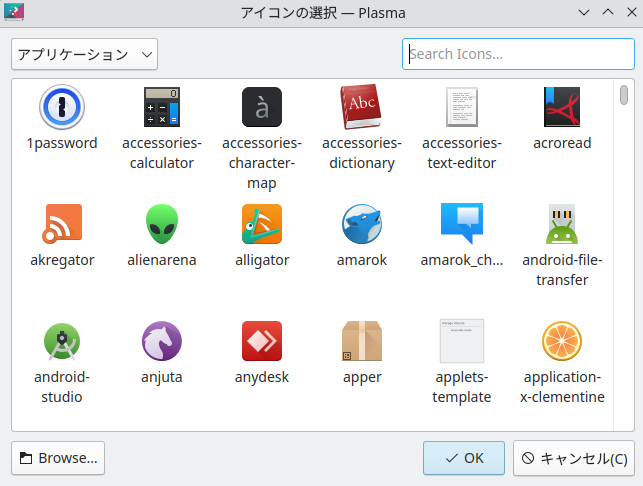 アイコンの選択 — Plasma
アプリケーション
Search Icons...
1password
accessories-
calculator
accessories-
character-
map
accessories-
dictionary
accessories-
text-editor
acroread
akregator
alienarena
alligator
amarok
amarok_ch...
android-file-
transfer
android-
studio
anjuta
anydesk
apper
applets-
template
application-
x-clementine
0
à
Abc
Browse...
OK
キャンセル(C)